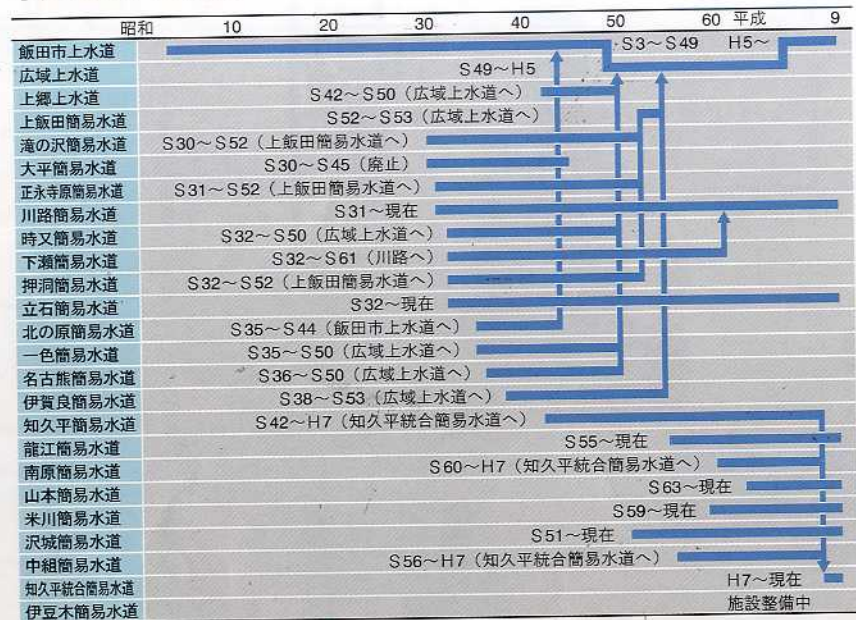 昭和 10 20 30 40 50 60 平成 9
飯田市上水道 S3～S49 H5～
広域上水道 S49～H5
上郷上水道 S42～S50（広域上水道へ）
上飯田簡易水道 S52～S53（広域上水道へ）
滝の沢簡易水道 S30～S52（上飯田簡易水道へ）
大平簡易水道 S30～S45（廃止）
正永寺原簡易水道 S31～S52（上飯田簡易水道へ）
川路簡易水道 S31～現在
時又簡易水道 S32～S50（広域上水道へ）
下瀬簡易水道 S32～S61（川路へ）
押洞簡易水道 S32～S52（上飯田簡易水道へ）
立石簡易水道 S32～現在
北の原簡易水道 S35～S44（飯田市上水道へ）
一色簡易水道 S35～S50（広域上水道へ）
名古熊簡易水道 S36～S50（広域上水道へ）
伊賀良簡易水道 S38～S53（広域上水道へ）
知久平簡易水道 S42～H7（知久平統合簡易水道へ）
龍江簡易水道 S55～現在
南原簡易水道 S60～H7（知久平統合簡易水道へ）
山本簡易水道 S63～現在
米川簡易水道 S59～現在
沢城簡易水道 S51～現在
中組簡易水道 S56～H7（知久平統合簡易水道へ）
知久平統合簡易水道 H7～現在
伊豆木簡易水道 施設整備中